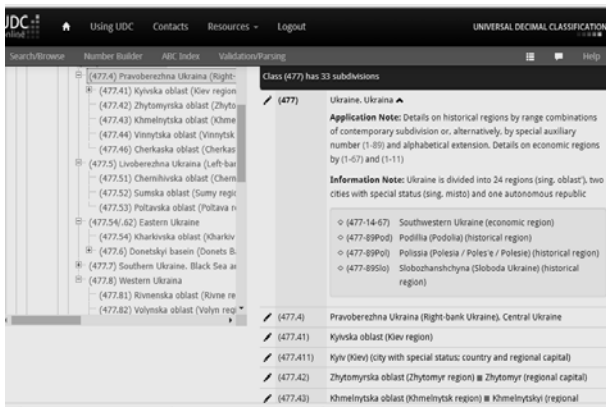 UDC
online
Using UDC
Contacts
Resources
Logout
UNIVERSAL DECIMAL CLASSIFICATION
Search/Browse
Number Builder
ABC Index
Validation/Parsing
Help
(477.4) Pravoberezhna Ukraina (Right-
(477.41) Kyivska oblast (Kiev region
(477.42) Zhytomyrska oblast (Zhyto
(477.43) Khmelnytska oblast (Khme
(477.44) Vinnytska oblast (Vinnytsk
(477.46) Cherkaska oblast (Cherkas
(477.5) Livoberezhna Ukraina (Left-bar
(477.51) Chernihivska oblast (Chern
(477.52) Sumska oblast (Sumy regic
(477.53) Poltavska oblast (Poltava r
(477.54/.62) Eastern Ukraine
(477.54) Kharkivska oblast (Kharkiv
(477.6) Donetskyi basein (Donets B
(477.7) Southern Ukraine. Black Sea a
(477.8) Western Ukraine
(477.81) Rivnenska oblast (Rivne re
(477.82) Volynska oblast (Volyn reg
Class (477) has 33 subdivisions
(477) Ukraine. Ukraina
Application Note: Details on historical regions by range combinations
of contemporary subdivision or, alternatively, by special auxiliary
number (1-89) and alphabetical extension. Details on economic regions
by (1-67) and (1-11)
Information Note: Ukraine is divided into 24 regions (sing. oblast'), two
cities with special status (sing. misto) and one autonomous republic
(477-14-67) Southwestern Ukraine (economic region)
(477-89Pod) Podillia (Podolia) (historical region)
(477-89Pol) Polissia (Polesia / Poles'e / Polesie) (historical region)
(477-89Slo) Slobozhanshchyna (Sloboda Ukraine) (historical
region)
(477.4) Pravoberezhna Ukraina (Right-bank Ukraine). Central Ukraine
(477.41) Kyivska oblast (Kiev region)
(477.411) Kyiv (Kiev) (city with special status; country and regional capital)
(477.42) Zhytomyrska oblast (Zhytomyr region) ≡ Zhytomyr (regional capital)
(477.43) Khmelnytska oblast (Khmelnytsk region) ≡ Khmelnytskyi (regional